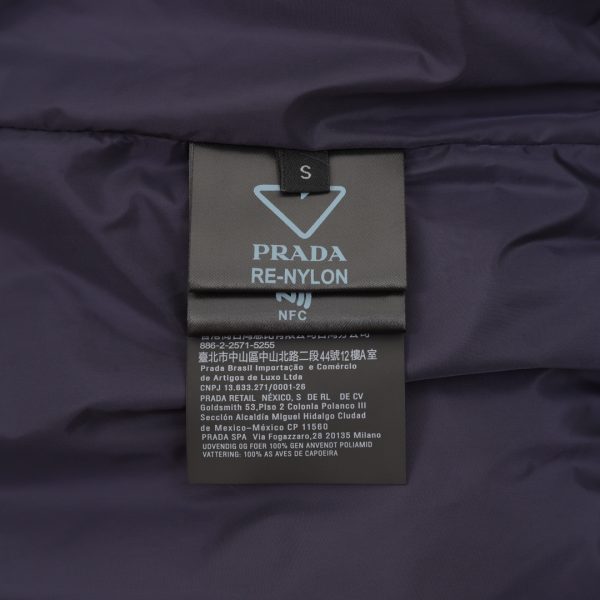 S
PRADA
RE-NYLON
NFC
886-2-2571-5255
臺北市中山區中山北路二段44號12樓A室
Prada Brasil Importação e Comércio
de Artigos de Luxo Ltda
CNPJ 13.633.271/0001-26
PRADA RETAIL NÉXICO, S DE RL DE CV
Goldsmith 53,Piso 2 Colonia Polanco III
Sección Alcaldía Miguel Hidalgo Ciudad
de Mexico-México CP 11560
PRADA SPA Via Fogazzaro,28 20135 Milano
UDVENDIG OG FOER 100% GEN ANVENDT POLIAMID
VATTERING: 100% AS AVES DE CAPOEIRA